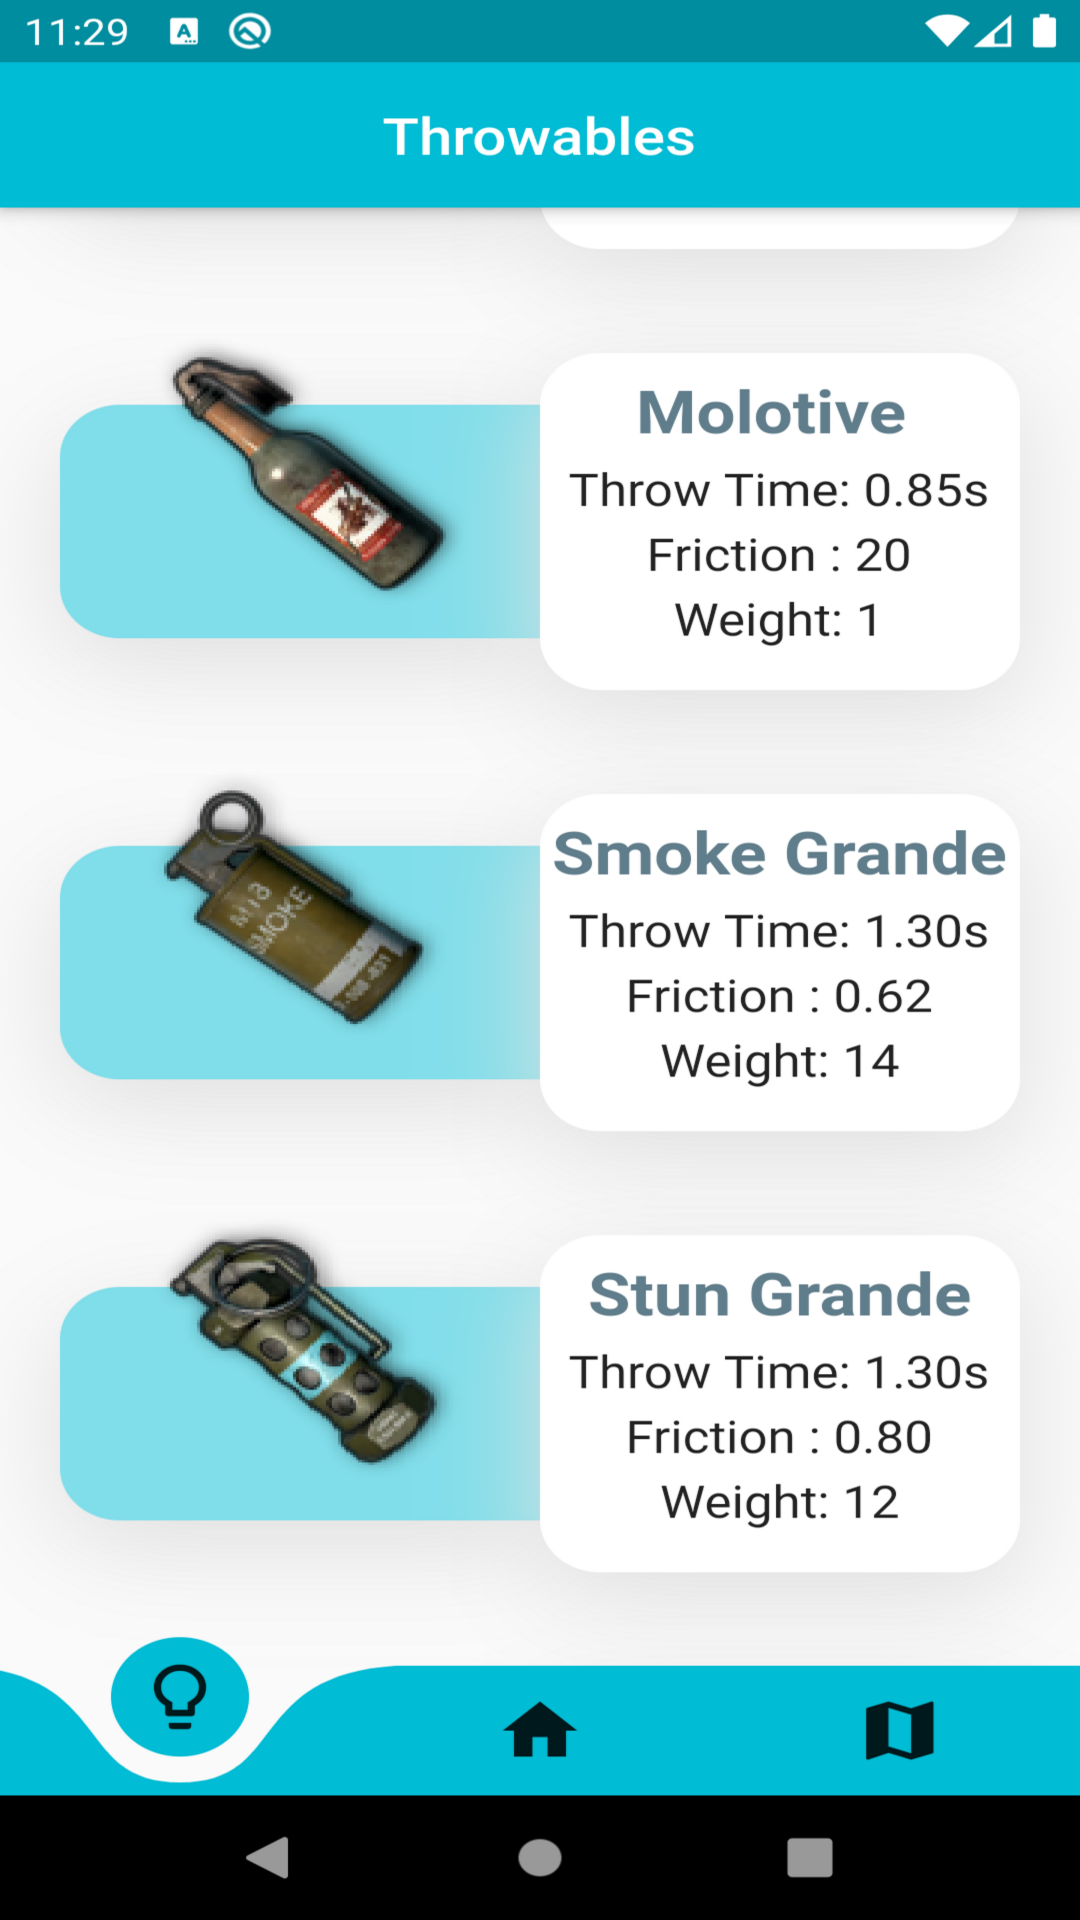 11:29
Throwables
Molotive
Throw Time: 0.85s
Friction : 20
Weight: 1
SMOKE
Smoke Grande
Throw Time: 1.30s
Friction : 0.62
Weight: 14
Stun Grande
Throw Time: 1.30s
Friction : 0.80
Weight: 12